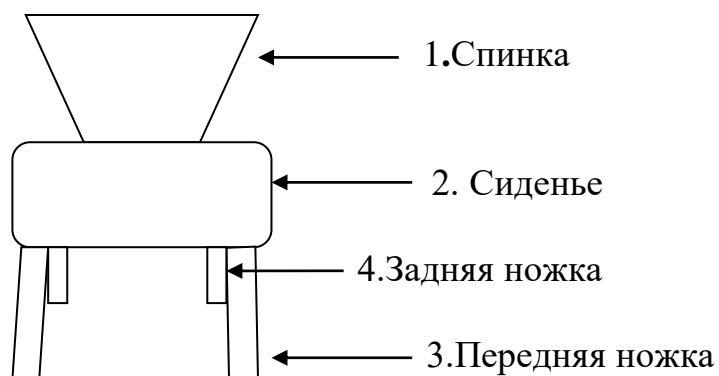 1.Спинка
2. Сиденье
4.Задняя ножка
3.Передняя ножка